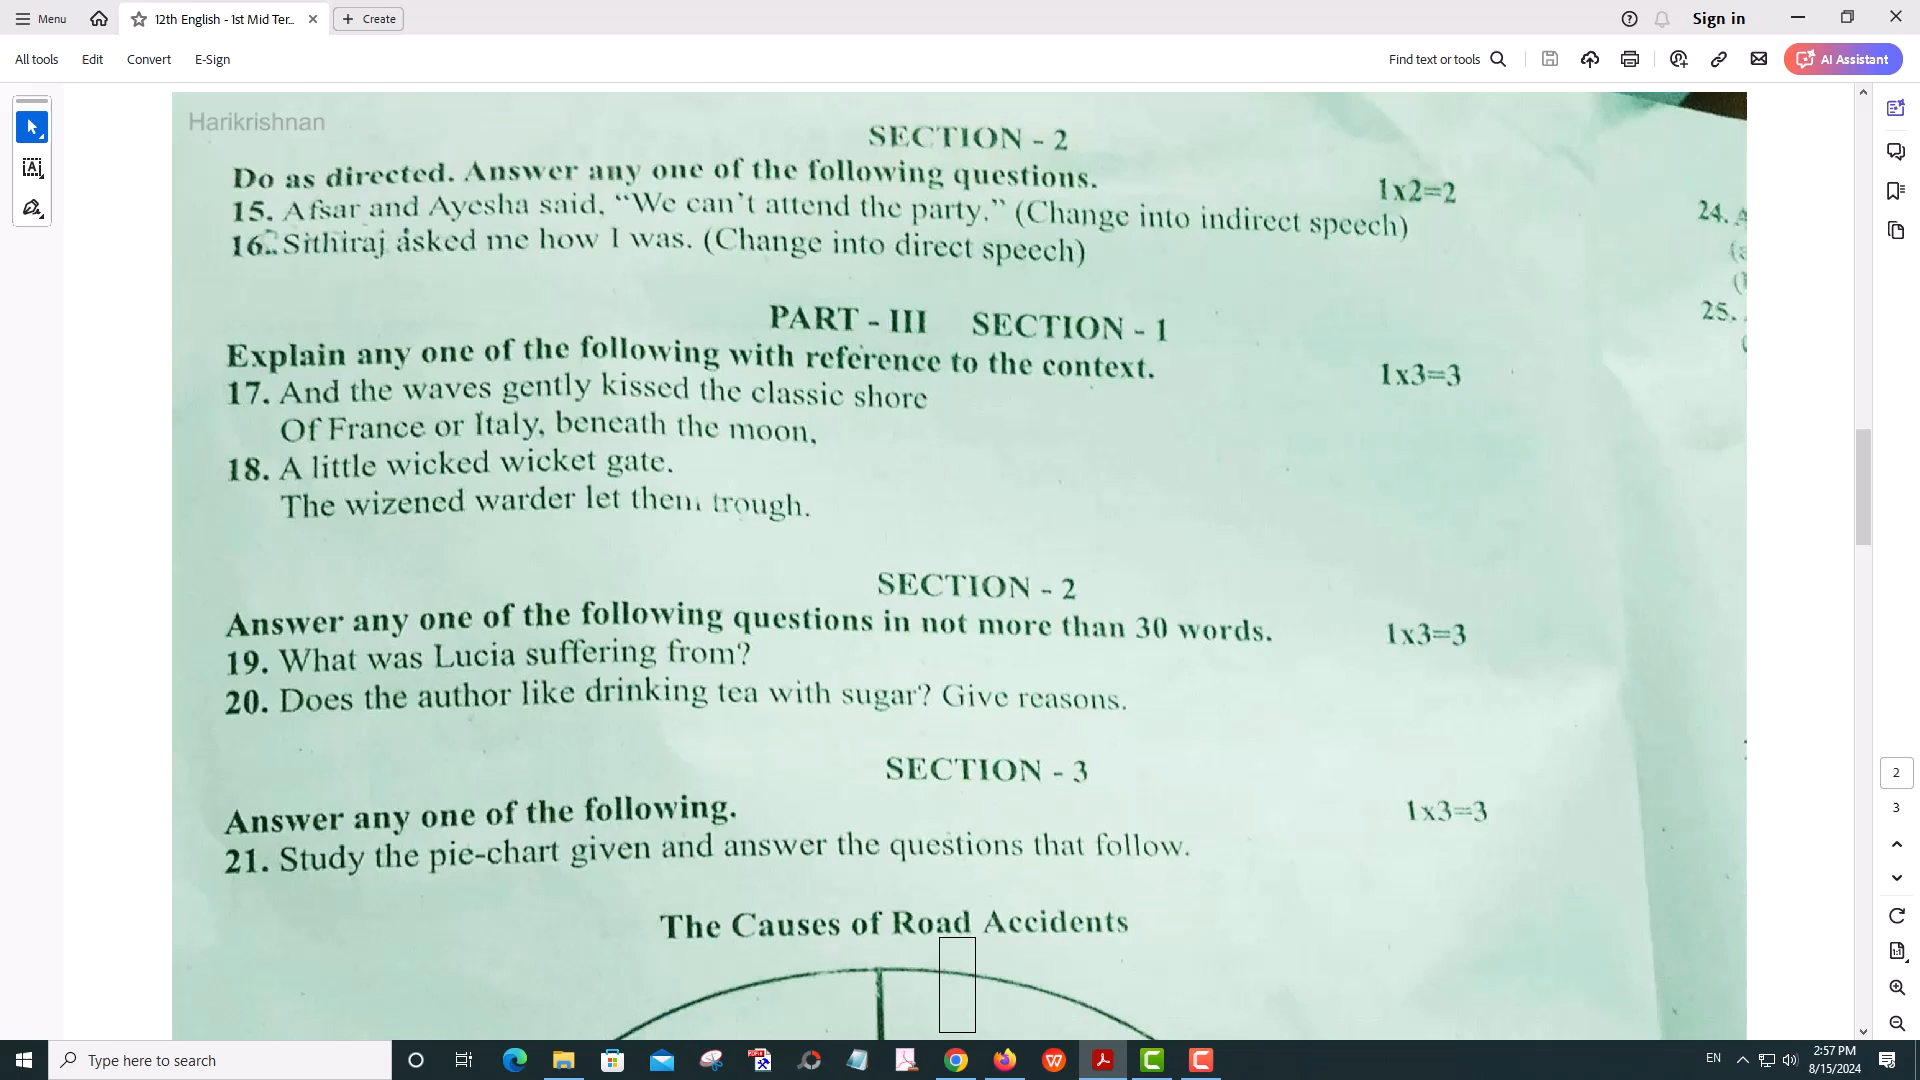 Menu
12th English - 1st Mid Ter...
Create
Sign in
All tools
Edit
Convert
E-Sign
Find text or tools
AI Assistant
Harikrishnan
SECTION - 2
Do as directed. Answer any one of the following questions. 1x2=2
15. Afsar and Ayesha said, “We can’t attend the party.” (Change into indirect speech)
16. Sithiraj asked me how I was. (Change into direct speech)
PART - III SECTION - 1
Explain any one of the following with reference to the context. 1x3=3
17. And the waves gently kissed the classic shore
Of France or Italy, beneath the moon,
18. A little wicked wicket gate.
The wizened warder let them trough.
SECTION - 2
Answer any one of the following questions in not more than 30 words. 1x3=3
19. What was Lucia suffering from?
20. Does the author like drinking tea with sugar? Give reasons.
SECTION - 3
Answer any one of the following. 1x3=3
21. Study the pie-chart given and answer the questions that follow.
The Causes of Road Accidents
24.
25.
2
3
Type here to search
EN
2:57 PM
8/15/2024